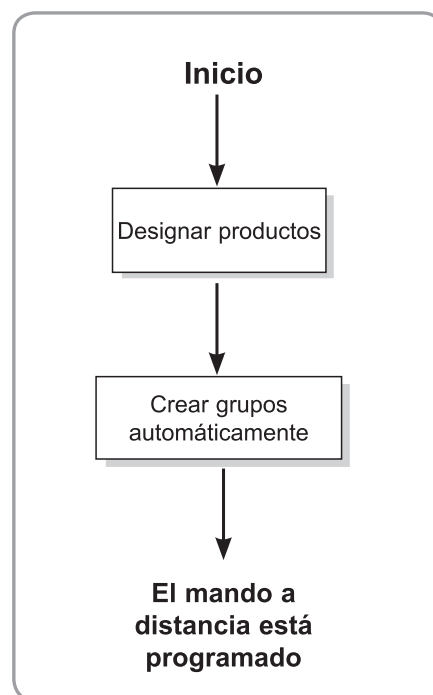 Inicio
Designar productos
Crear grupos
automáticamente
El mando a
distancia está
programado